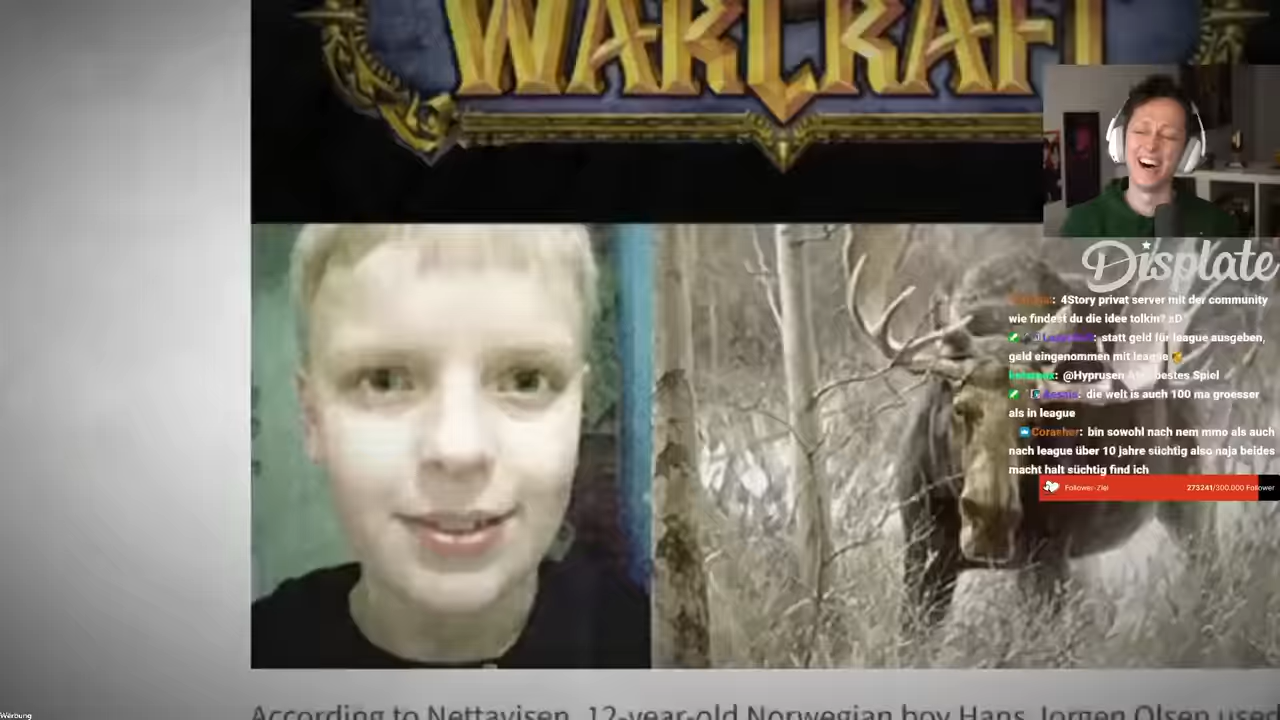 WARCRAFT
Displate
: 4Story privat server mit der community
wie findest du die idee tolkin? xD
: statt geld für league ausgeben,
geld eingenommen mit league
: @Hyprusen bestes Spiel
: die welt is auch 100 ma groesser
als in league
Coraeher: bin sowohl nach nem mmo als auch
nach league über 10 jahre süchtig also naja beides
macht halt süchtig find ich
Follower-Ziel 273241/300.000 Follower
According to Nettavisen, 12-year-old Norwegian boy Hans Jorgen Olsen used
Werbung